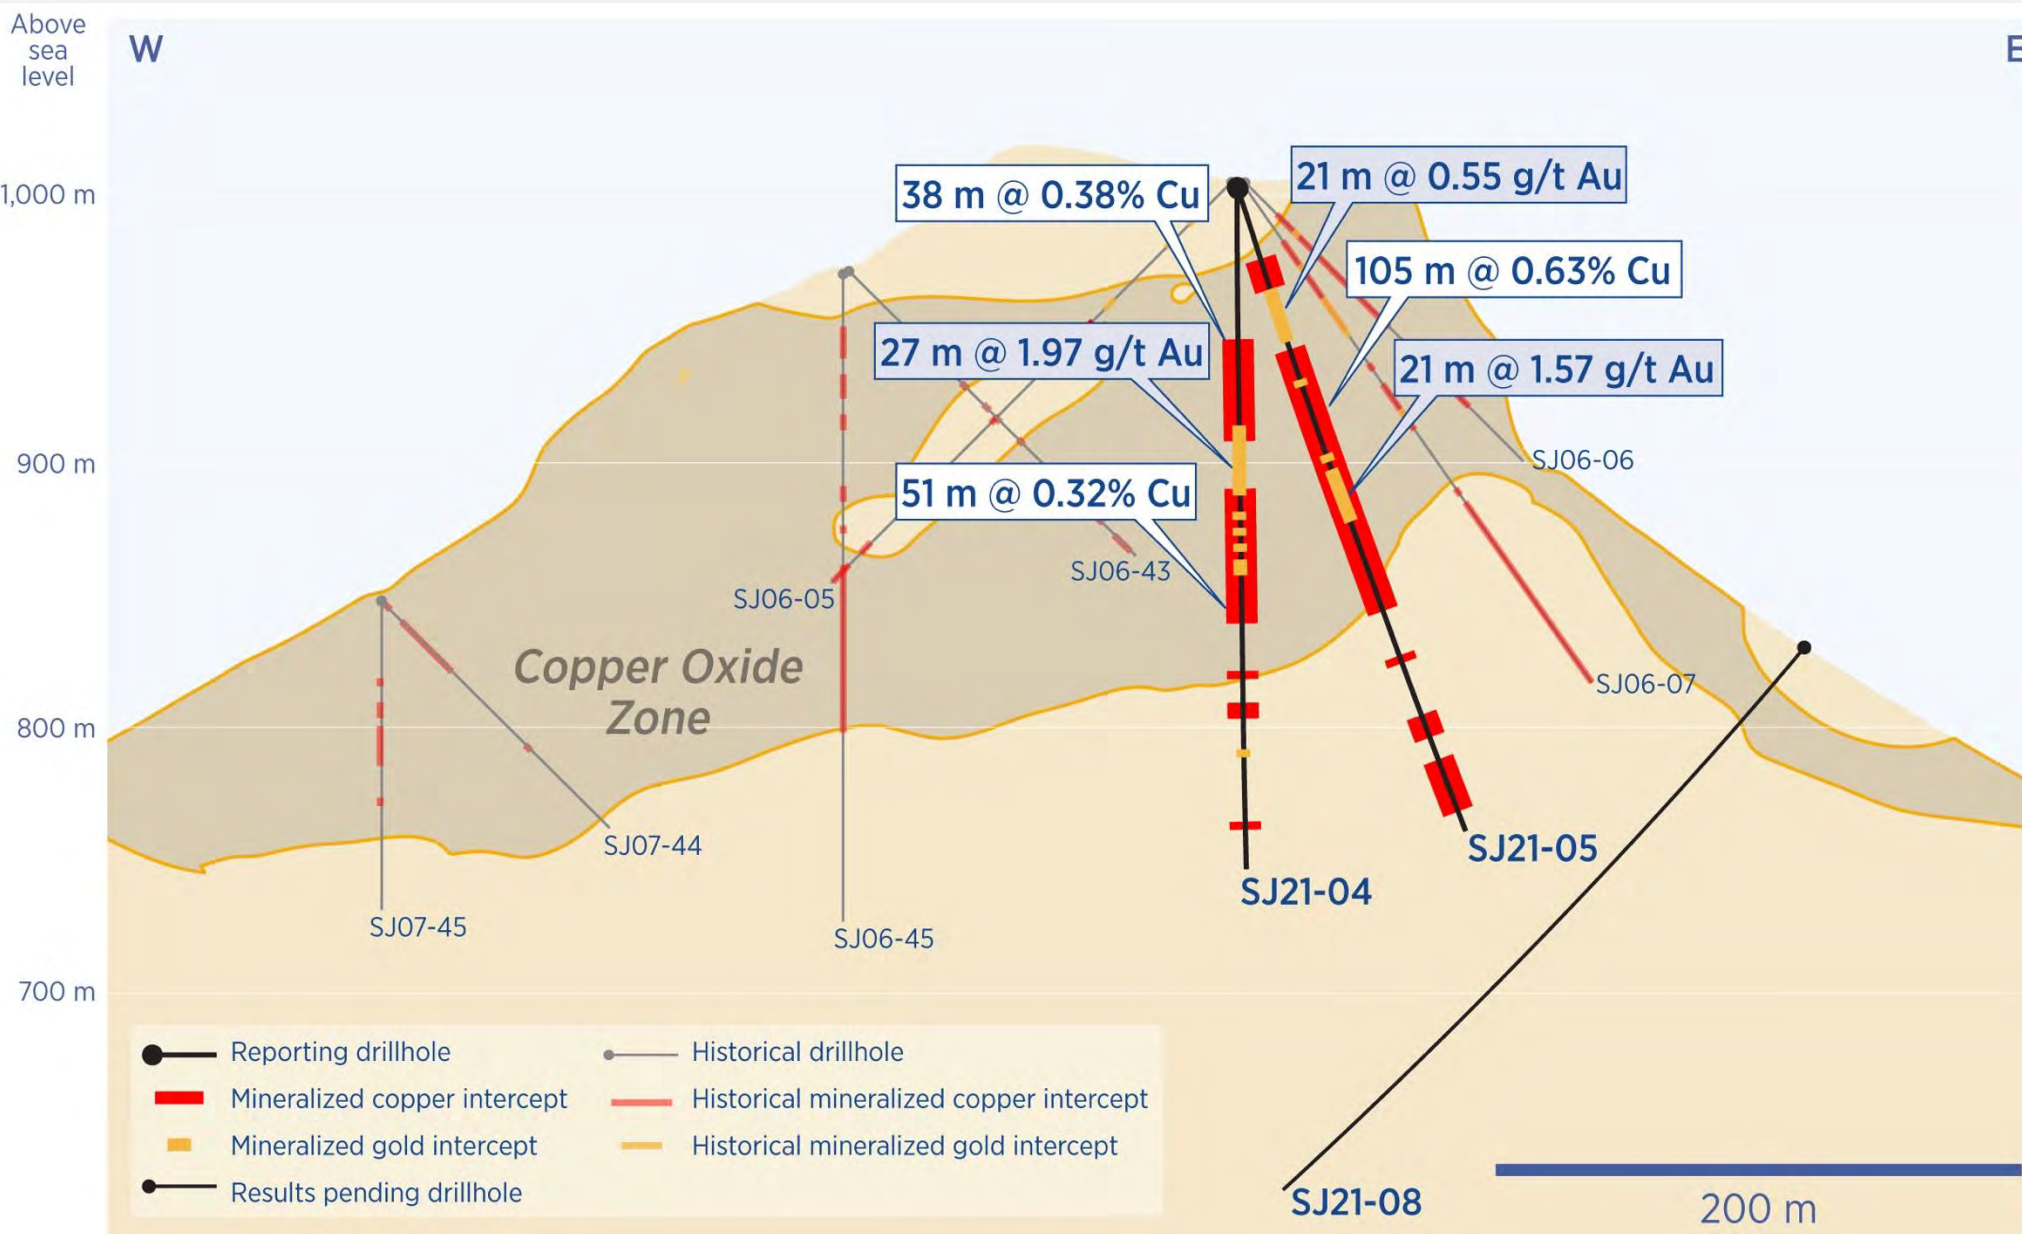 Above
sea
level
W
E
1,000 m
900 m
800 m
700 m
38 m @ 0.38% Cu
21 m @ 0.55 g/t Au
105 m @ 0.63% Cu
27 m @ 1.97 g/t Au
21 m @ 1.57 g/t Au
51 m @ 0.32% Cu
SJ06-06
SJ06-43
SJ06-05
Copper Oxide
Zone
SJ06-07
SJ07-44
SJ21-05
SJ21-04
SJ07-45
SJ06-45
SJ21-08
Reporting drillhole
Historical drillhole
Mineralized copper intercept
Historical mineralized copper intercept
Mineralized gold intercept
Historical mineralized gold intercept
Results pending drillhole
200 m